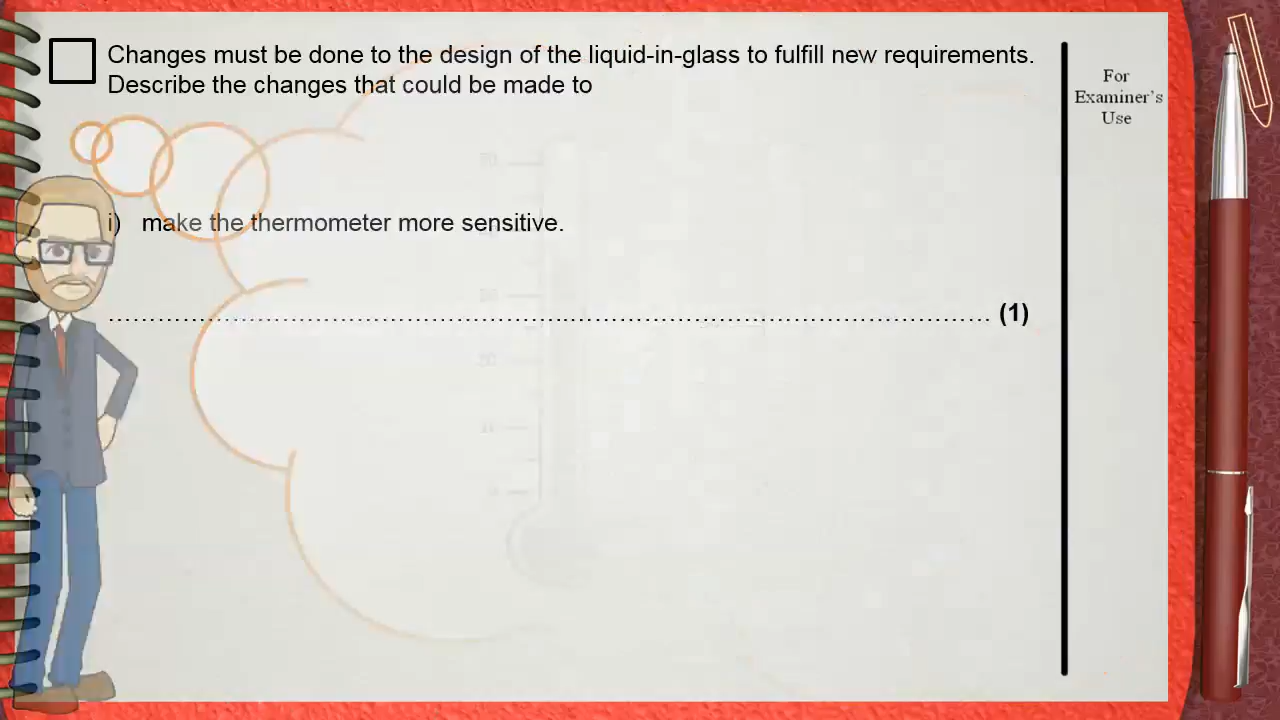 Changes must be done to the design of the liquid-in-glass to fulfill new requirements.
Describe the changes that could be made to
For
Examiner's
Use
i) make the thermometer more sensitive.
........................................................................................................ (1)